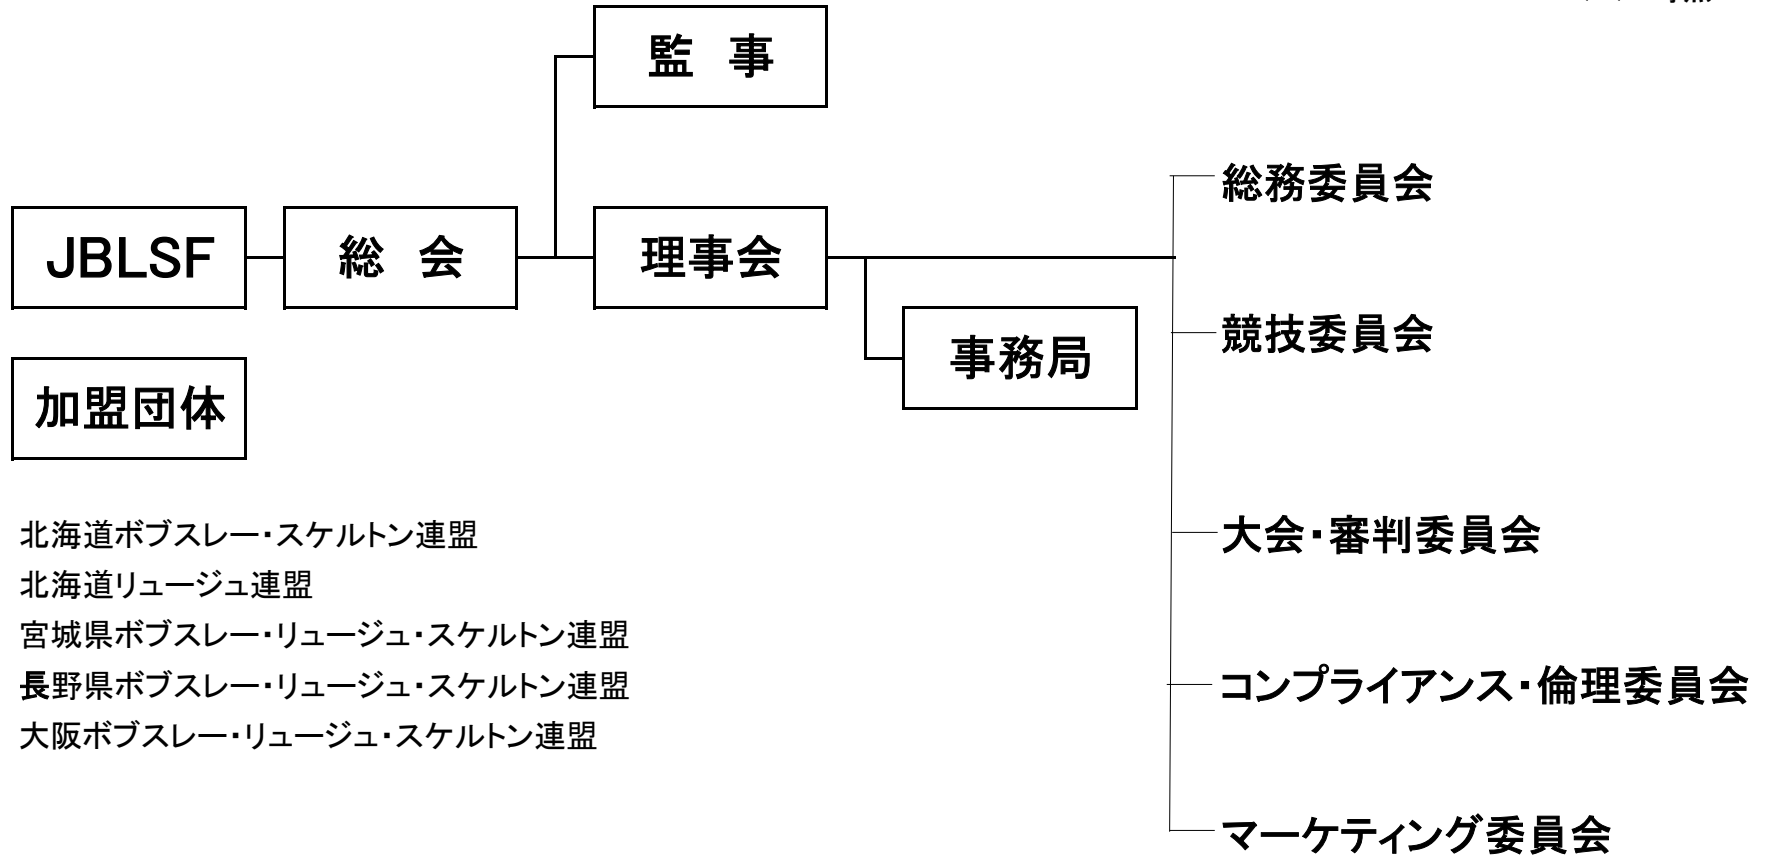 監　事
総務委員会
JBLSF
総　会
理事会
競技委員会
事務局
加盟団体
北海道ボブスレー・スケルトン連盟
北海道リュージュ連盟
宮城県ボブスレー・リュージュ・スケルトン連盟
長野県ボブスレー・リュージュ・スケルトン連盟
大阪ボブスレー・リュージュ・スケルトン連盟
大会・審判委員会
コンプライアンス・倫理委員会
マーケティング委員会